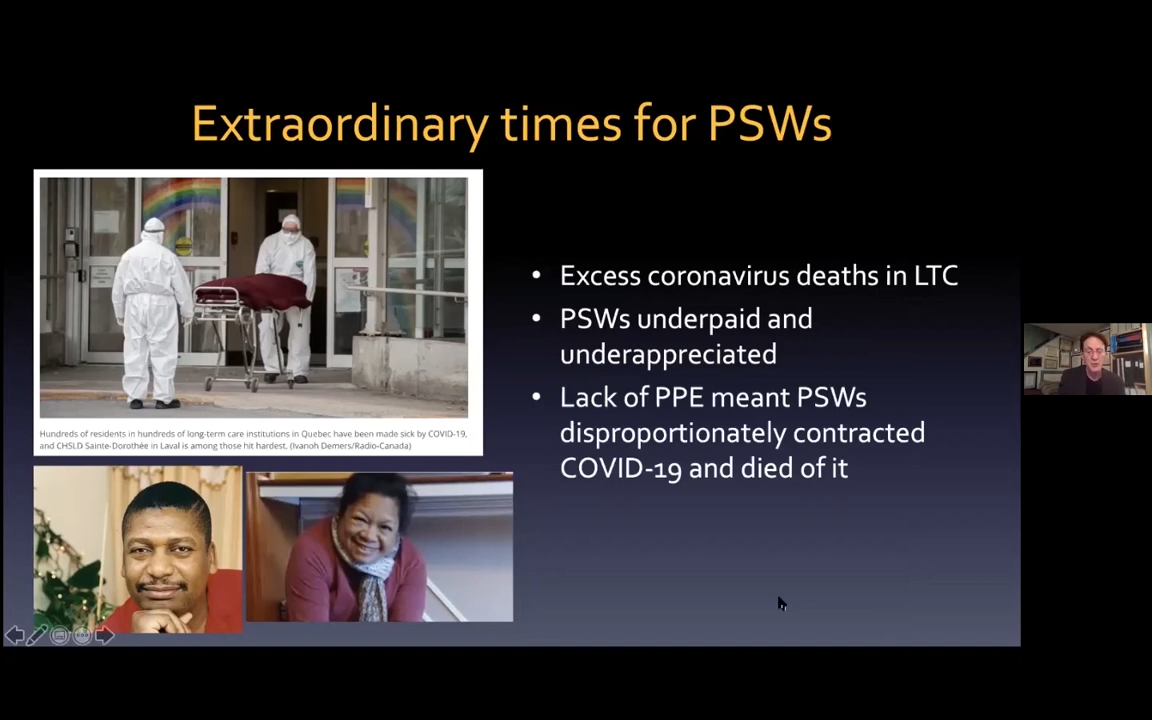 Extraordinary times for PSWs
Hundreds of residents in hundreds of long-term care institutions in Quebec have been made sick by COVID-19,
and CHSLD Sainte-Dorothée in Laval is among those hit hardest. (Ivanoh Demers/Radio-Canada)
• Excess coronavirus deaths in LTC
• PSWs underpaid and
underappreciated
• Lack of PPE meant PSWs
disproportionately contracted
COVID-19 and died of it